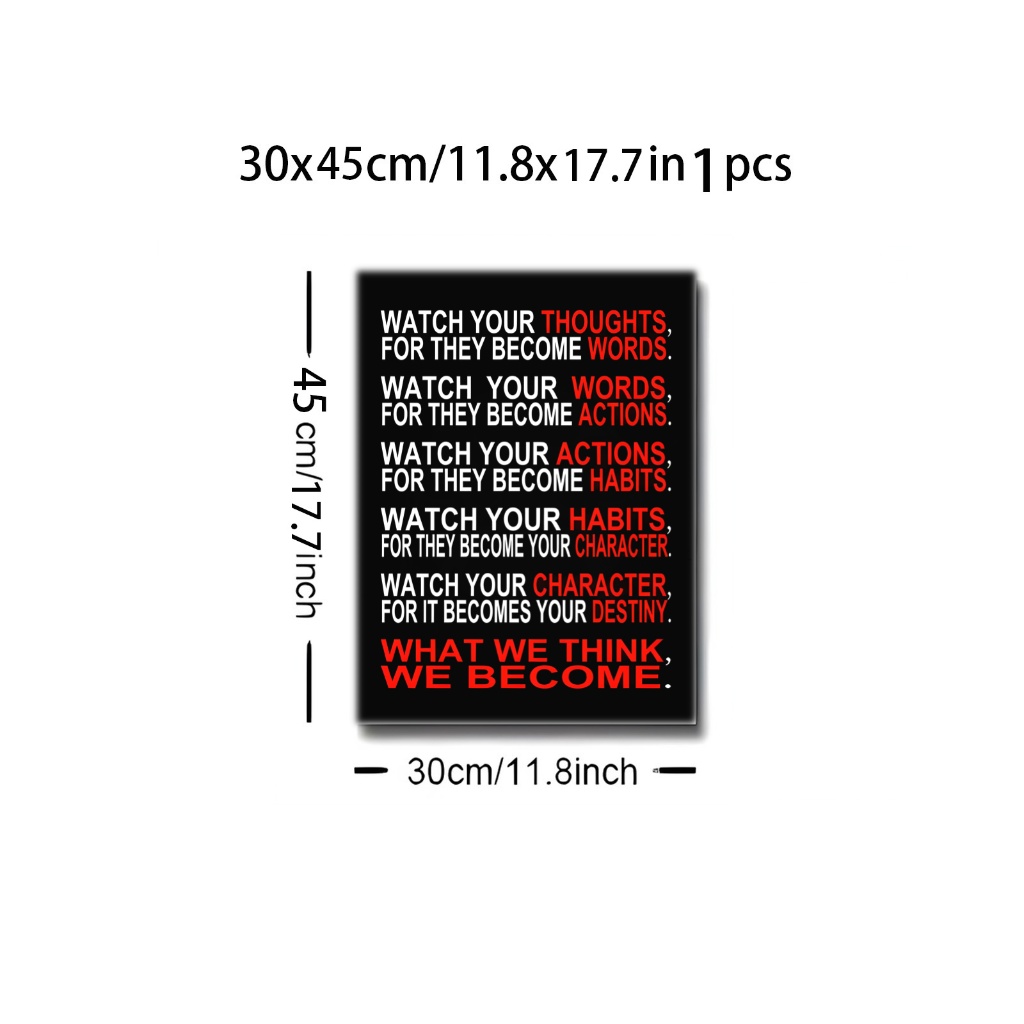 30x45cm/11.8x17.7in 1 pcs
45 cm/17.7inch
WATCH YOUR THOUGHTS,
FOR THEY BECOME WORDS.
WATCH YOUR WORDS,
FOR THEY BECOME ACTIONS.
WATCH YOUR ACTIONS,
FOR THEY BECOME HABITS.
WATCH YOUR HABITS,
FOR THEY BECOME YOUR CHARACTER.
WATCH YOUR CHARACTER,
FOR IT BECOMES YOUR DESTINY.
WHAT WE THINK,
WE BECOME.
30cm/11.8inch